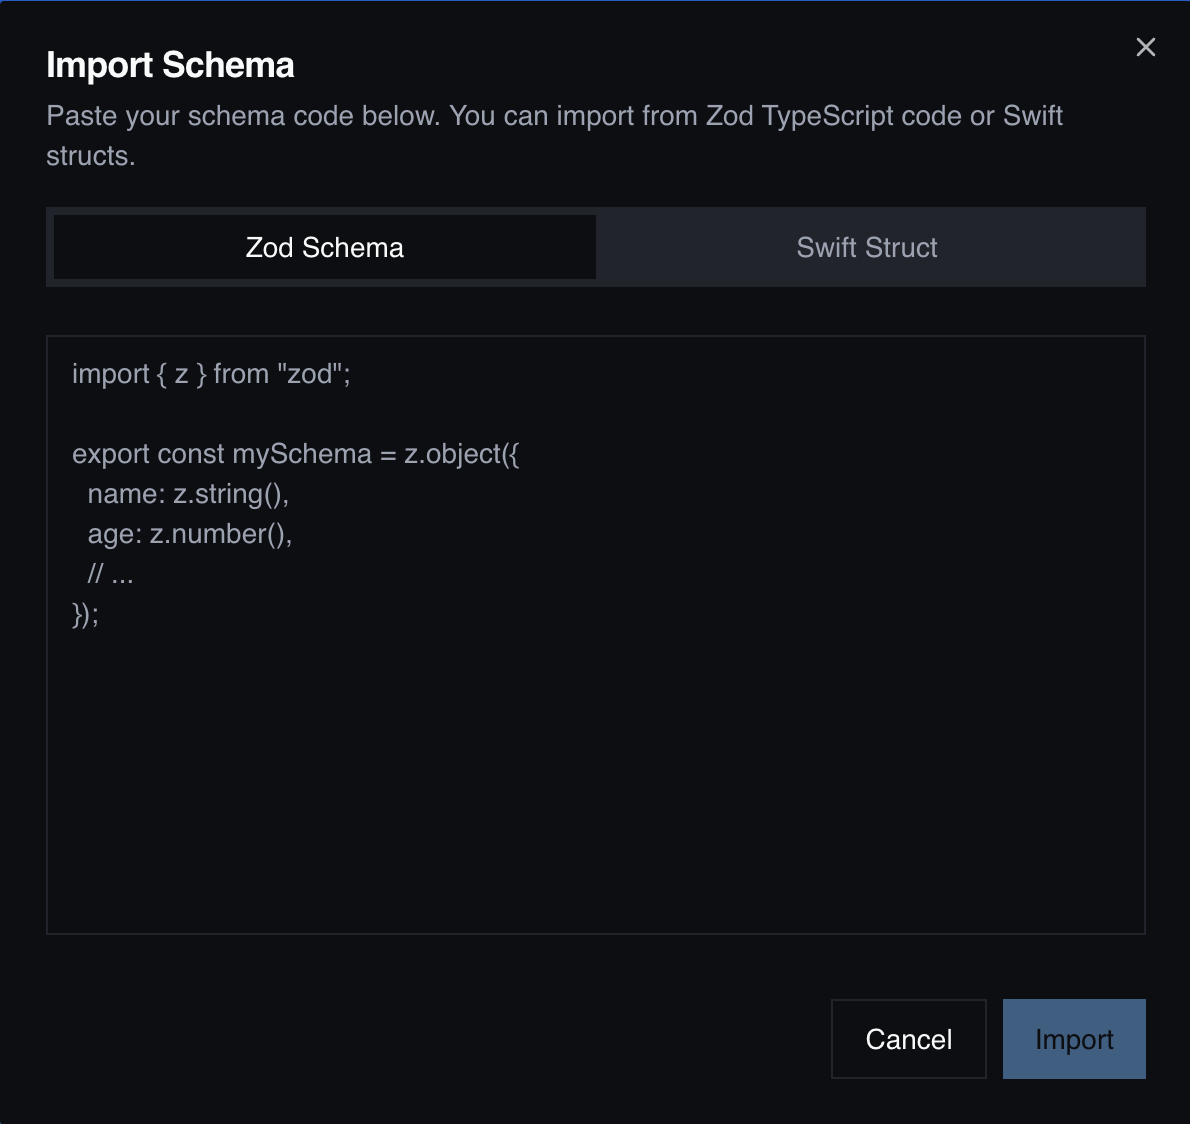 Import Schema
Paste your schema code below. You can import from Zod TypeScript code or Swift
structs.
Zod Schema
Swift Struct
import { z } from "zod";
export const mySchema = z.object({
  name: z.string(),
  age: z.number(),
  // ...
});
Cancel
Import